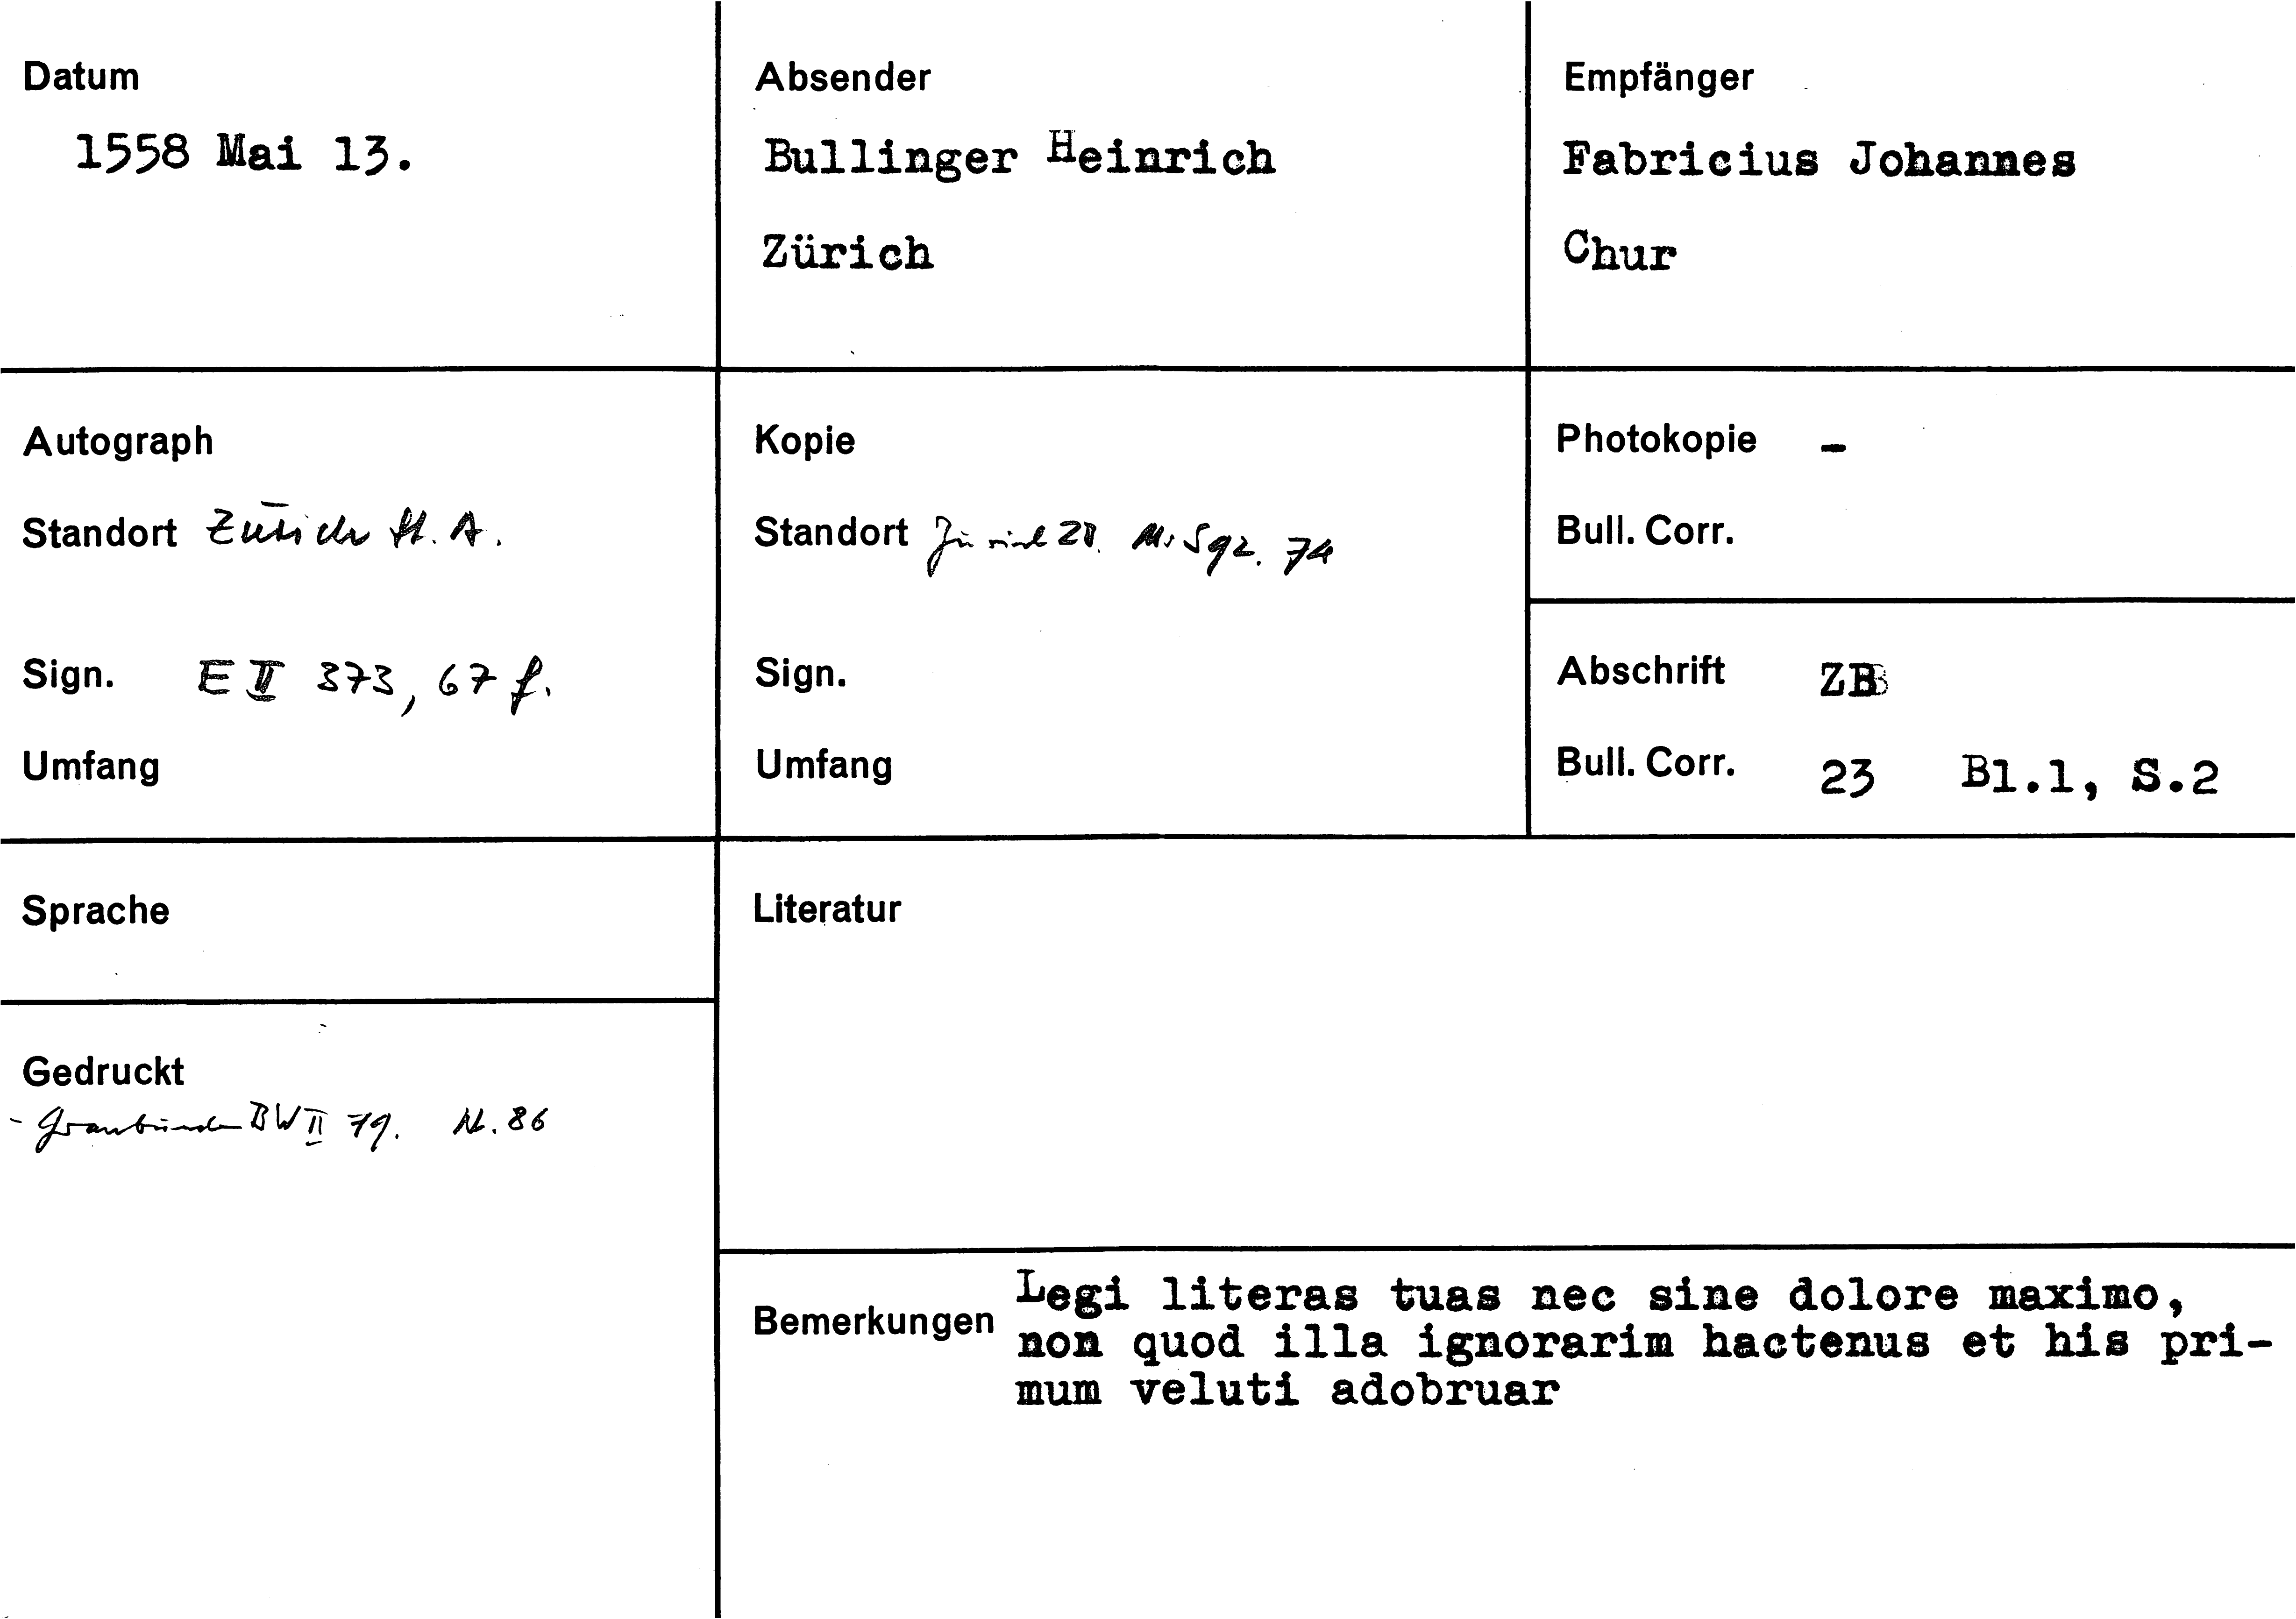 Datum
1558 Mai 13.
Absender
Bullinger Heinrich
Zürich
Empfänger
Fabricius Johannes
Chur
Autograph
Standort Zürich St. A.
Sign. E II 373, 67 f.
Umfang
Kopie
Standort Zürich ZB. Ms S 92. 74
Sign.
Umfang
Photokopie -
Bull. Corr.
Abschrift ZB
Bull. Corr. 23 Bl.1, S.2
Sprache
Gedruckt
- Graubünden BW II 79. N. 86
Literatur
Bemerkungen Legi literas tuas nec sine dolore maximo,
non quod illa ignorarim hactenus et his pri-
mum veluti adobruar